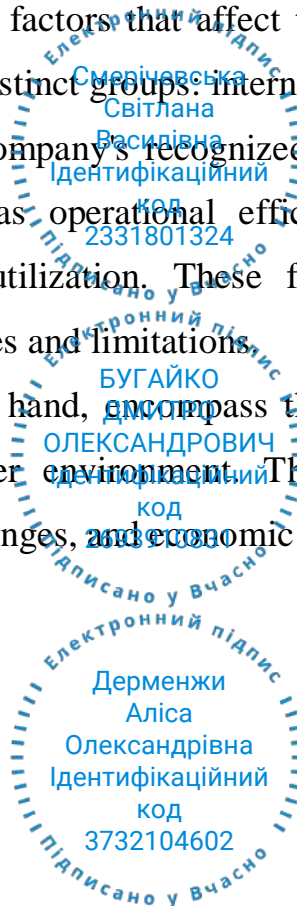 factors that affect
stinct groups: intern
ompany's recognized
as operational effic
utilization. These f
es and limitations.
hand, encompass th
er environment. Th
nges, and economic
Електронний підпис
Смерічевська
Світлана
Василівна
Ідентифікаційний
код
2331801324
Підписано у Вчасно
Електронний підпис
БУГАЙКО
ДМИТРО
ОЛЕКСАНДРОВИЧ
Ідентифікаційний
код
Підписано у Вчасно
Електронний підпис
Дерменжи
Аліса
Олександрівна
Ідентифікаційний
код
3732104602
Підписано у Вчасно